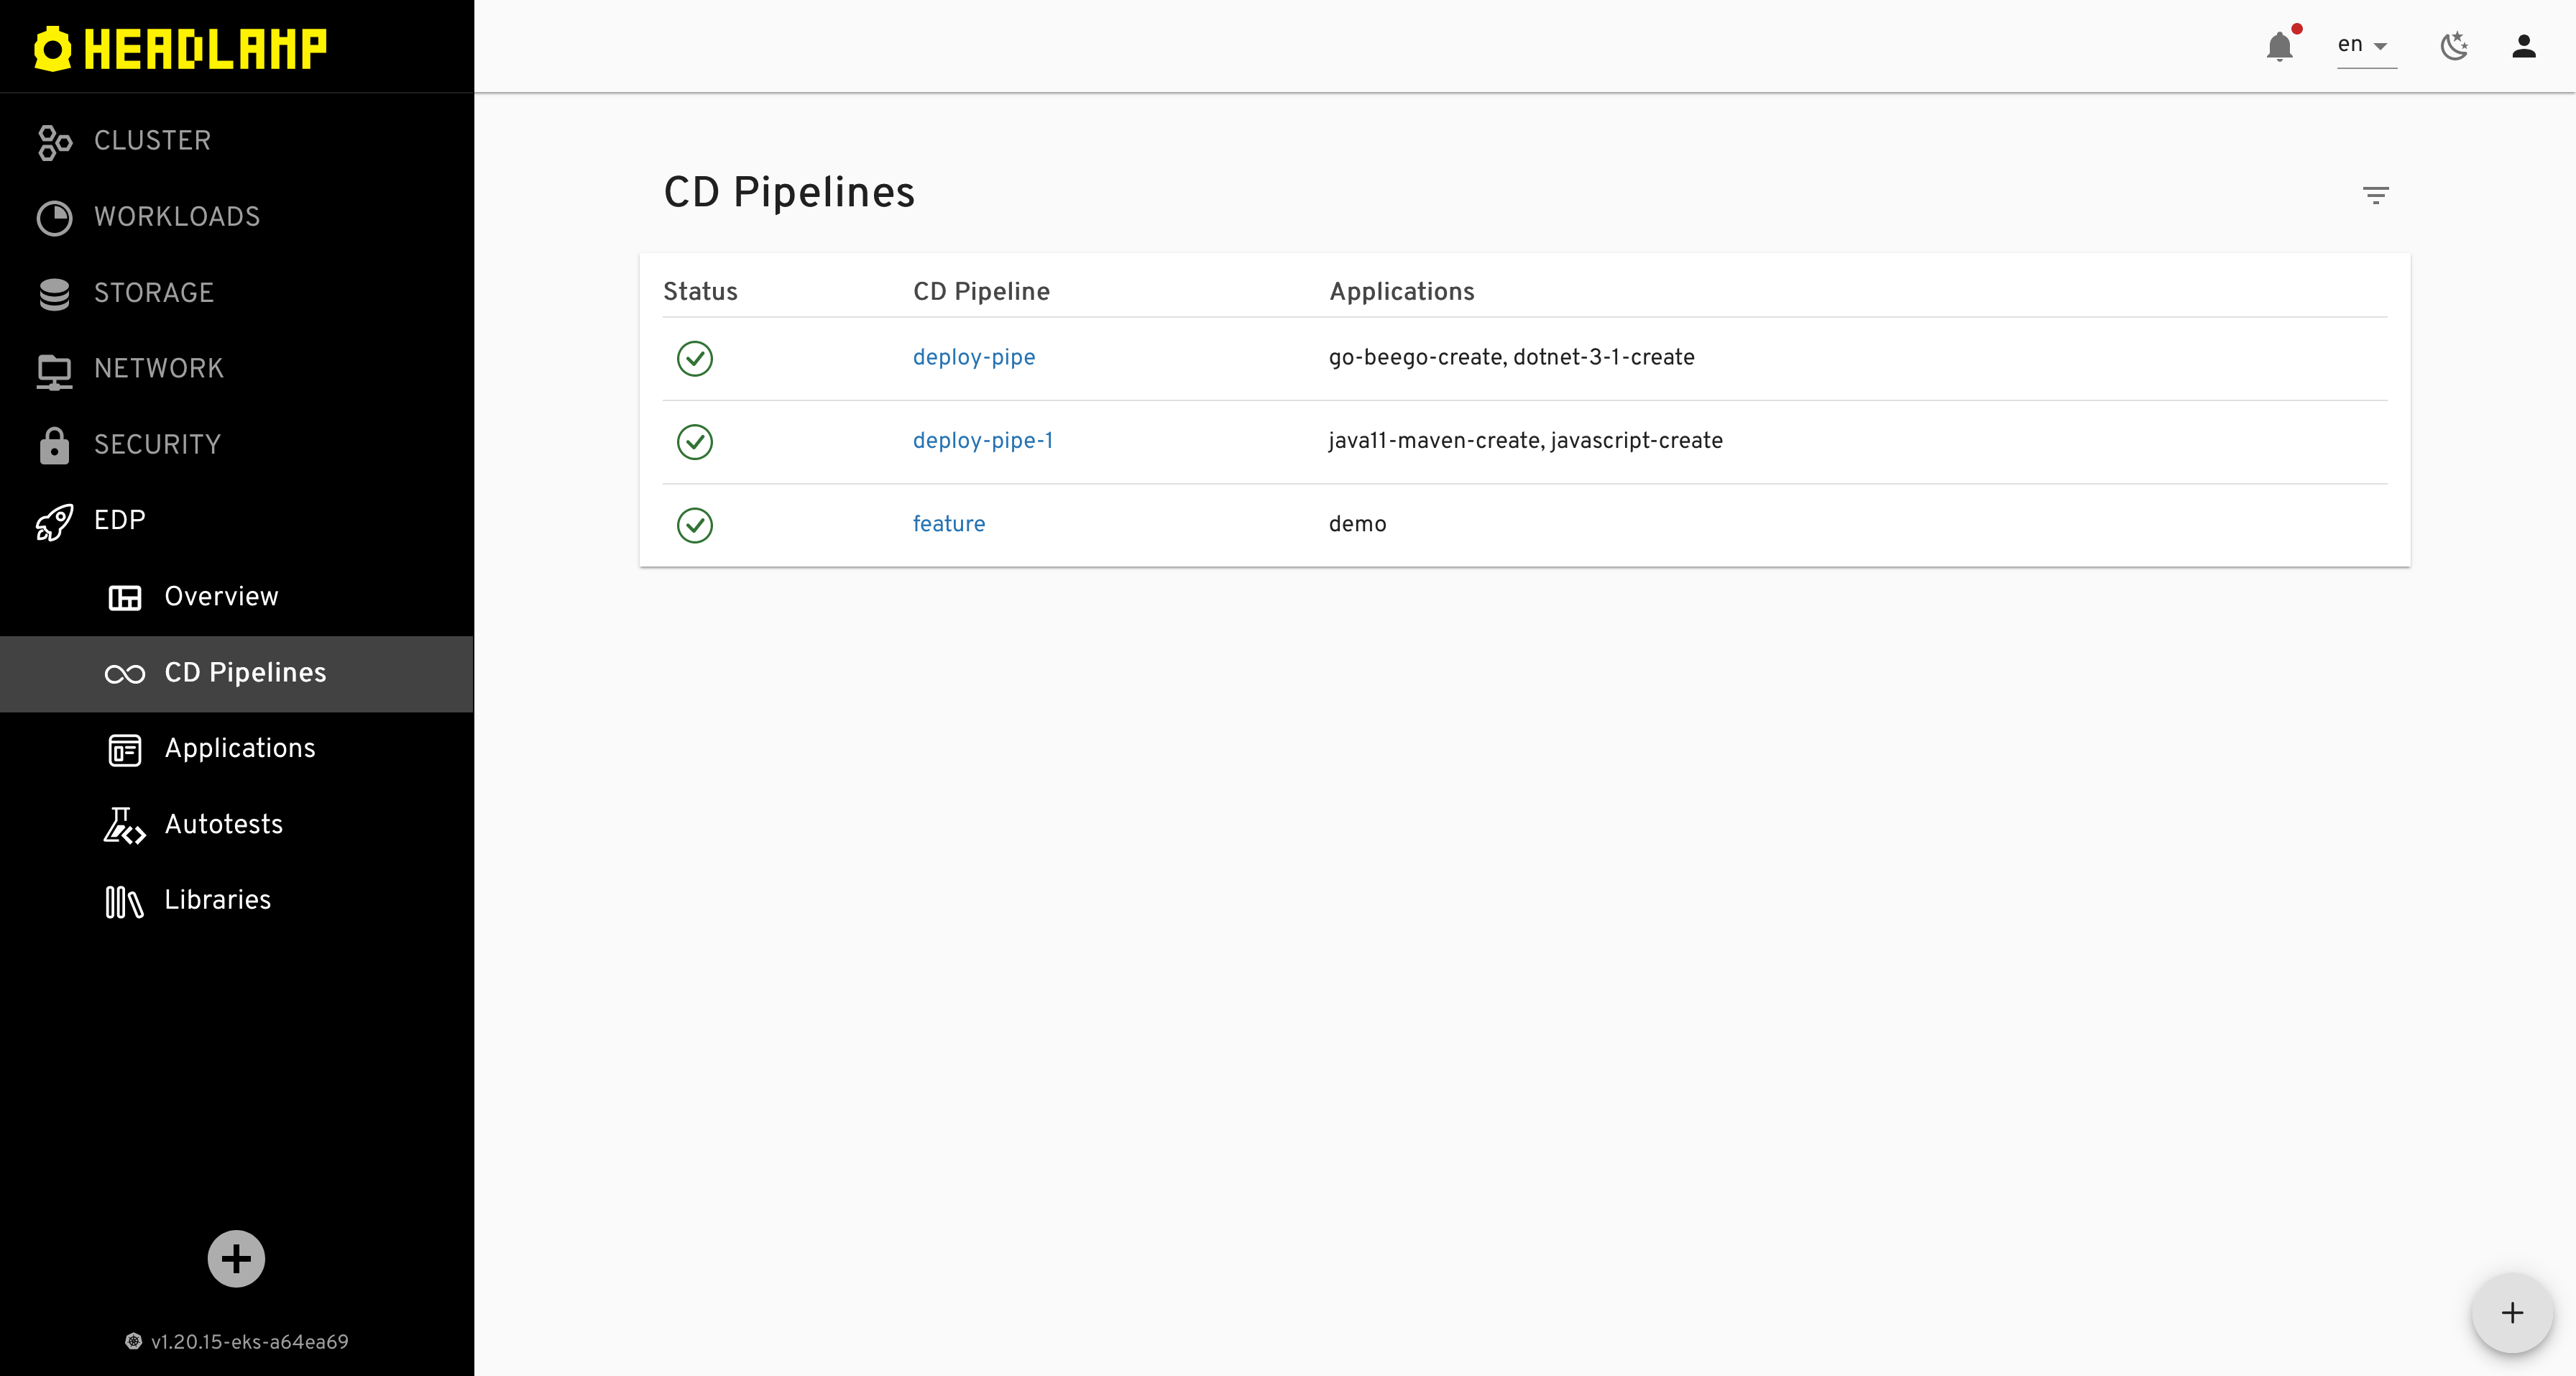 HEADLAMP
en
CLUSTER
WORKLOADS
STORAGE
NETWORK
SECURITY
EDP
Overview
CD Pipelines
Applications
Autotests
Libraries
v1.20.15-eks-a64ea69
CD Pipelines
Status CD Pipeline Applications
deploy-pipe go-beego-create, dotnet-3-1-create
deploy-pipe-1 java11-maven-create, javascript-create
feature demo